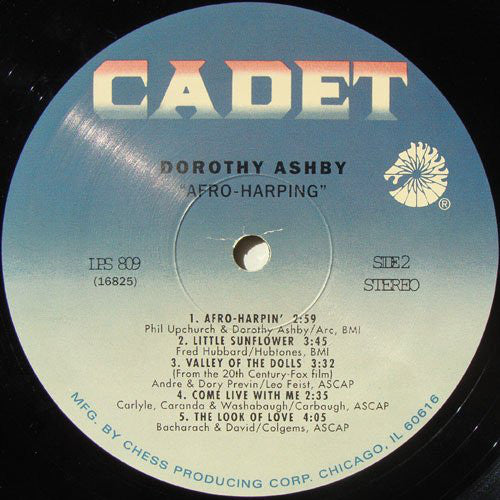 CADET
DOROTHY ASHBY
"AFRO-HARPING"
®
LPS 809
(16825)
SIDE 2
STEREO
1. AFRO-HARPIN' 2:59
Phil Upchurch & Dorothy Ashby/Arc, BMI
2. LITTLE SUNFLOWER 3:45
Fred Hubbard/Hubtones, BMI
3. VALLEY OF THE DOLLS 3:32
(From the 20th Century-Fox film)
Andre & Dory Previn/Leo Feist, ASCAP
4. COME LIVE WITH ME 2:35
Carlyle, Caranda & Washabaugh/Carbaugh, ASCAP
5. THE LOOK OF LOVE 4:05
Bacharach & David/Colgems, ASCAP
MFG. BY CHESS PRODUCING CORP. CHICAGO, IL 60616